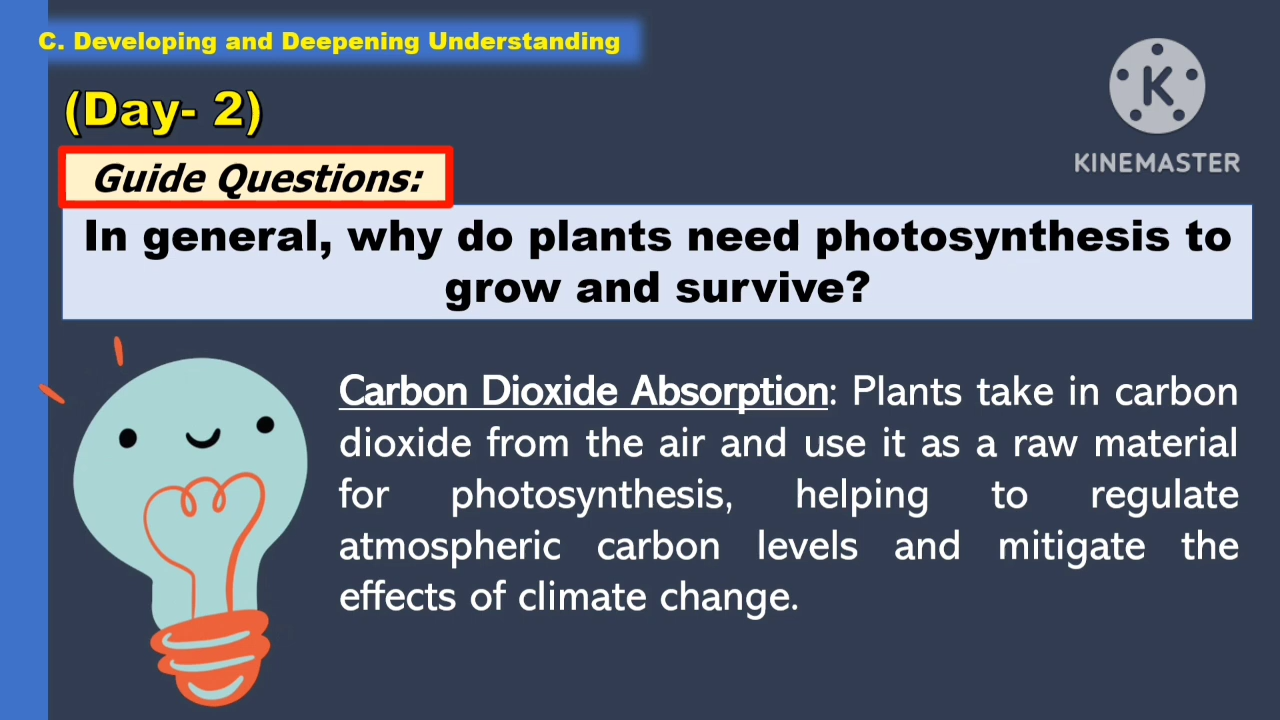 C. Developing and Deepening Understanding
(Day- 2)
K
KINEMASTER
Guide Questions:
In general, why do plants need photosynthesis to
grow and survive?
Carbon Dioxide Absorption: Plants take in carbon
dioxide from the air and use it as a raw material
for photosynthesis, helping to regulate
atmospheric carbon levels and mitigate the
effects of climate change.